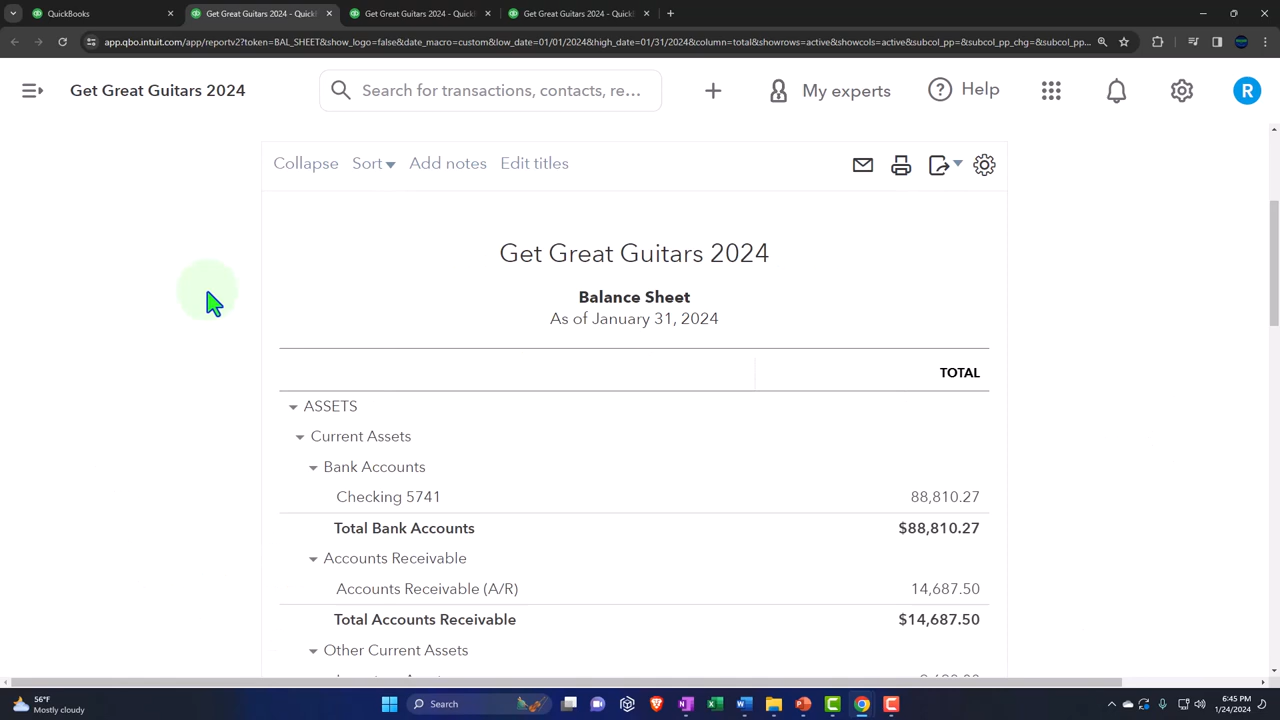 QuickBooks
Get Great Guitars 2024 - Quick
Get Great Guitars 2024 - QuickB
Get Great Guitars 2024 - QuickB
app.qbo.intuit.com/app/reportv2?token=BAL_SHEET&show_logo=false&date_macro=custom&low_date=01/01/2024&high_date=01/31/2024&column=total&showrows=active&showcols=active&subcol_pp=&subcol_pp_chg=&subcol_pp...
Get Great Guitars 2024
Search for transactions, contacts, re...
My experts
Help
R
Collapse
Sort
Add notes
Edit titles
Get Great Guitars 2024
Balance Sheet
As of January 31, 2024
TOTAL
ASSETS
Current Assets
Bank Accounts
Checking 5741 88,810.27
Total Bank Accounts $88,810.27
Accounts Receivable
Accounts Receivable (A/R) 14,687.50
Total Accounts Receivable $14,687.50
Other Current Assets
56°F
Mostly cloudy
Search
6:45 PM
1/24/2024